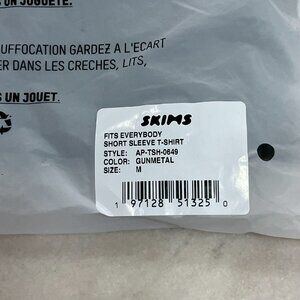 UN JOUGUETE.
UFFOCATION GARDEZ A L'ECART
ER DANS LES CRECHES, LITS,
UN JOUET.
SKIMS
FITS EVERYBODY
SHORT SLEEVE T-SHIRT
STYLE: AP-TSH-0649
COLOR: GUNMETAL
SIZE: M
1 97128 51325 0